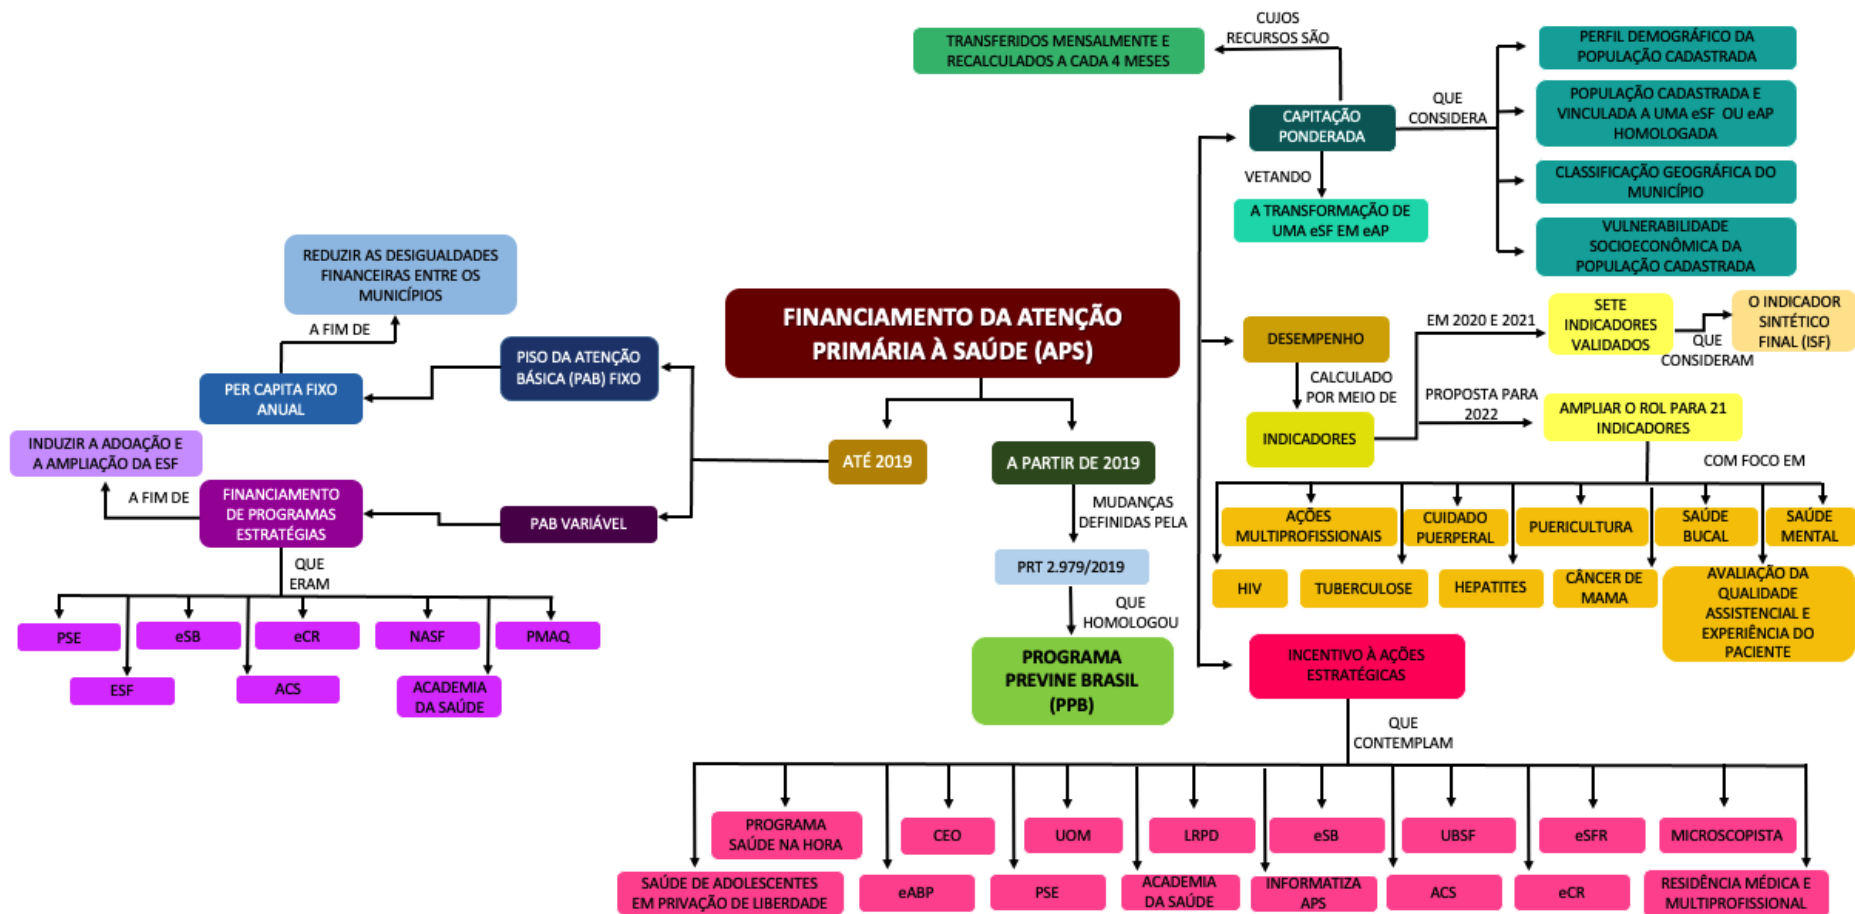 CUJOS
RECURSOS SÃO
TRANSFERIDOS MENSALMENTE E
RECALCULADOS A CADA 4 MESES
CAPITAÇÃO
PONDERADA
QUE
CONSIDERA
PERFIL DEMOGRÁFICO DA
POPULAÇÃO CADASTRADA
POPULAÇÃO CADASTRADA E
VINCULADA A UMA eSF OU eAP
HOMOLOGADA
CLASSIFICAÇÃO GEOGRÁFICA DO
MUNICÍPIO
VULNERABILIDADE
SOCIOECONÔMICA DA
POPULAÇÃO CADASTRADA
VETANDO
A TRANSFORMAÇÃO DE
UMA eSF EM eAP
REDUZIR AS DESIGUALDADES
FINANCEIRAS ENTRE OS
MUNICÍPIOS
A FIM DE
PER CAPITA FIXO
ANUAL
PISO DA ATENÇÃO
BÁSICA (PAB) FIXO
FINANCIAMENTO DA ATENÇÃO
PRIMÁRIA À SAÚDE (APS)
ATÉ 2019
A PARTIR DE 2019
INDUZIR A ADOAÇÃO E
A AMPLIAÇÃO DA ESF
A FIM DE
FINANCIAMENTO
DE PROGRAMAS
ESTRATÉGIAS
PAB VARIÁVEL
QUE
ERAM
PSE
eSB
eCR
NASF
PMAQ
ESF
ACS
ACADEMIA
DA SAÚDE
MUDANÇAS
DEFINIDAS PELA
PRT 2.979/2019
QUE
HOMOLOGOU
PROGRAMA
PREVINE BRASIL
(PPB)
DESEMPENHO
CALCULADO
POR MEIO DE
INDICADORES
EM 2020 E 2021
SETE
INDICADORES
VALIDADOS
QUE
CONSIDERAM
O INDICADOR
SINTÉTICO
FINAL (ISF)
PROPOSTA PARA
2022
AMPLIAR O ROL PARA 21
INDICADORES
COM FOCO EM
AÇÕES
MULTIPROFISSIONAIS
CUIDADO
PUERPERAL
PUERICULTURA
SAÚDE
BUCAL
SAÚDE
MENTAL
HIV
TUBERCULOSE
HEPATITES
CÂNCER DE
MAMA
AVALIAÇÃO DA
QUALIDADE
ASSISTENCIAL E
EXPERIÊNCIA DO
PACIENTE
INCENTIVO À AÇÕES
ESTRATÉGICAS
QUE
CONTEMPLAM
PROGRAMA
SAÚDE NA HORA
CEO
UOM
LRPD
eSB
UBSF
eSFR
MICROSCOPISTA
SAÚDE DE ADOLESCENTES
EM PRIVAÇÃO DE LIBERDADE
eABP
PSE
ACADEMIA
DA SAÚDE
INFORMATIZA
APS
ACS
eCR
RESIDÊNCIA MÉDICA E
MULTIPROFISSIONAL